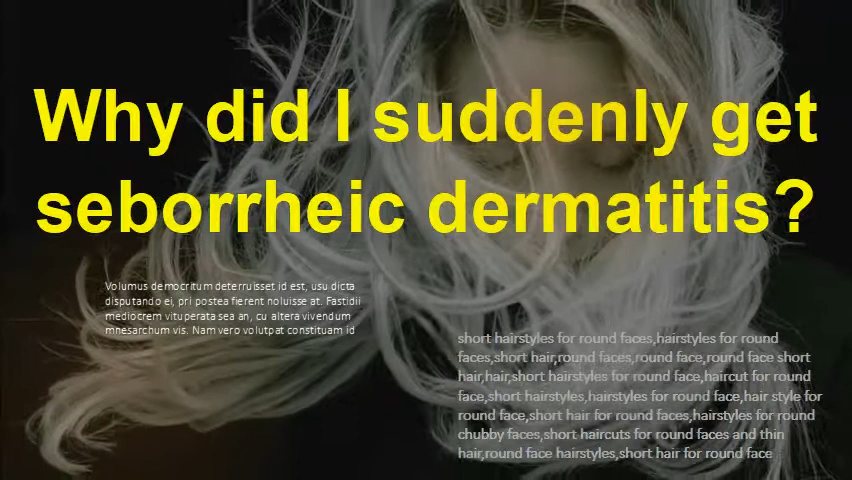 Why did I suddenly get
seborrheic dermatitis?
Volumus democritum deterruisset id est, usu dicta
disputando ei, pri postea fierent noluisse at. Fastidii
mediocrem vituperata sea an, cu altera vivendum
mnesarchum vis. Nam vero volutpat constituam id
short hairstyles for round faces,hairstyles for round
faces,short hair,round faces,round face,round face short
hair,hair,short hairstyles for round face,haircut for round
face,short hairstyles,hairstyles for round face,hair style for
round face,short hair for round faces,hairstyles for round
chubby faces,short haircuts for round faces and thin
hair,round face hairstyles,short hair for round face